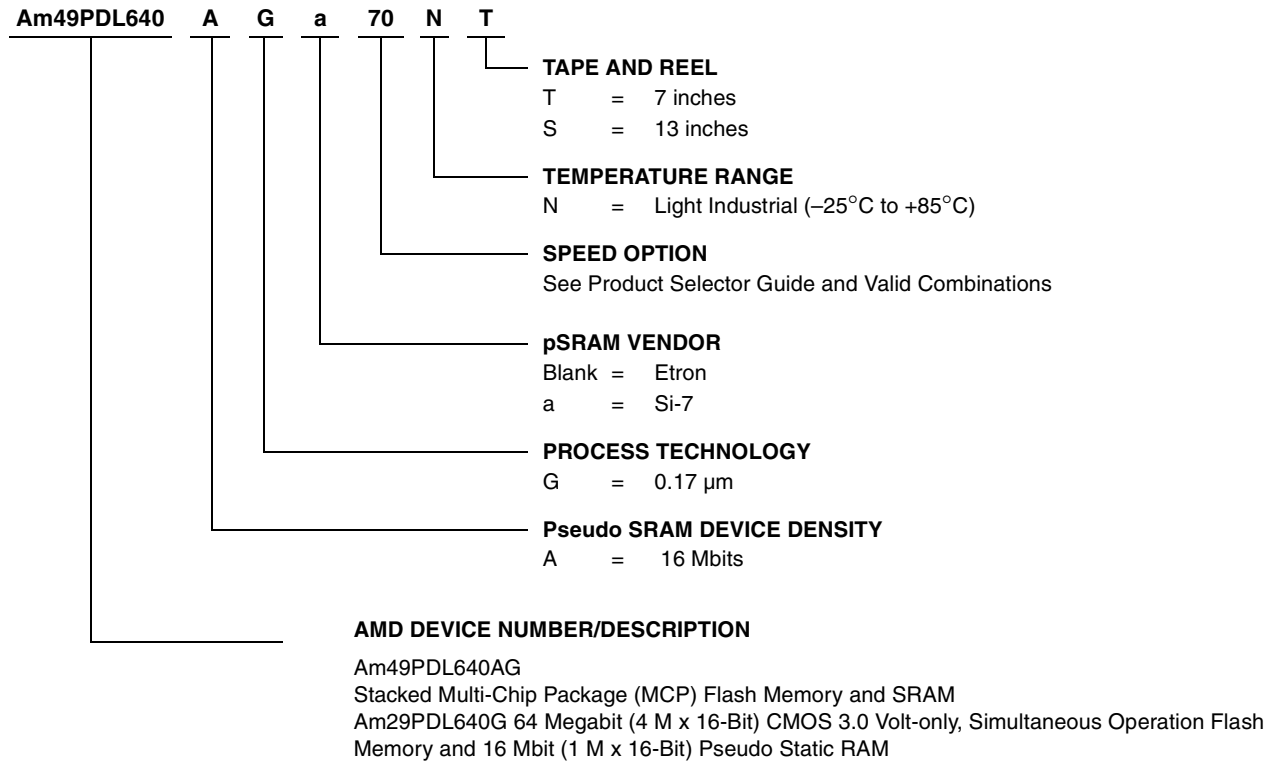 Am49PDL640 A G a 70 N T
TAPE AND REEL
T = 7 inches
S = 13 inches
TEMPERATURE RANGE
N = Light Industrial (–25°C to +85°C)
SPEED OPTION
See Product Selector Guide and Valid Combinations
pSRAM VENDOR
Blank = Etron
a = Si-7
PROCESS TECHNOLOGY
G = 0.17 µm
Pseudo SRAM DEVICE DENSITY
A = 16 Mbits
AMD DEVICE NUMBER/DESCRIPTION
Am49PDL640AG
Stacked Multi-Chip Package (MCP) Flash Memory and SRAM
Am29PDL640G 64 Megabit (4 M x 16-Bit) CMOS 3.0 Volt-only, Simultaneous Operation Flash
Memory and 16 Mbit (1 M x 16-Bit) Pseudo Static RAM